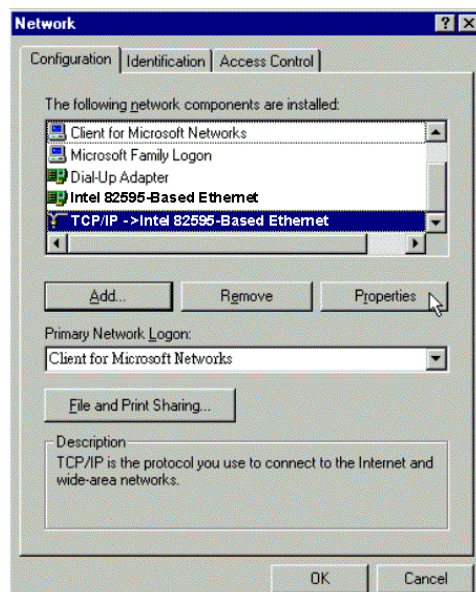 Network
Configuration Identification Access Control
The following network components are installed:
Client for Microsoft Networks
Microsoft Family Logon
Dial-Up Adapter
Intel 82595-Based Ethernet
TCP/IP ->Intel 82595-Based Ethernet
Add... Remove Properties
Primary Network Logon:
Client for Microsoft Networks
File and Print Sharing...
Description
TCP/IP is the protocol you use to connect to the Internet and
wide-area networks.
OK Cancel